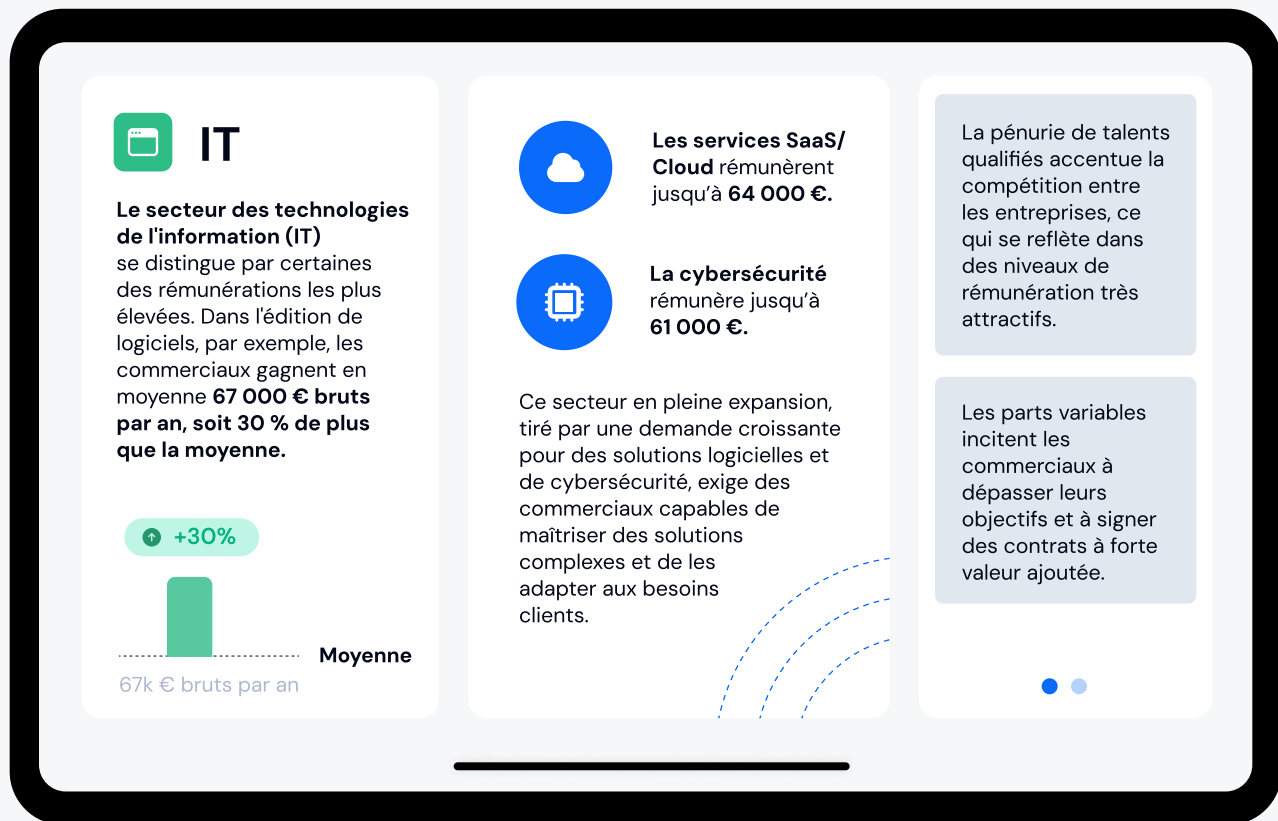 IT
Le secteur des technologies
de l'information (IT)
se distingue par certaines
des rémunérations les plus
élevées. Dans l'édition de
logiciels, par exemple, les
commerciaux gagnent en
moyenne 67 000 € bruts
par an, soit 30 % de plus
que la moyenne.
+30%
Moyenne
67k € bruts par an
Les services SaaS/
Cloud rémunèrent
jusqu’à 64 000 €.
La cybersécurité
rémunère jusqu’à
61 000 €.
Ce secteur en pleine expansion,
tiré par une demande croissante
pour des solutions logicielles et
de cybersécurité, exige des
commerciaux capables de
maîtriser des solutions
complexes et de les
adapter aux besoins
clients.
La pénurie de talents
qualifiés accentue la
compétition entre
les entreprises, ce
qui se reflète dans
des niveaux de
rémunération très
attractifs.
Les parts variables
incitent les
commerciaux à
dépasser leurs
objectifs et à signer
des contrats à forte
valeur ajoutée.